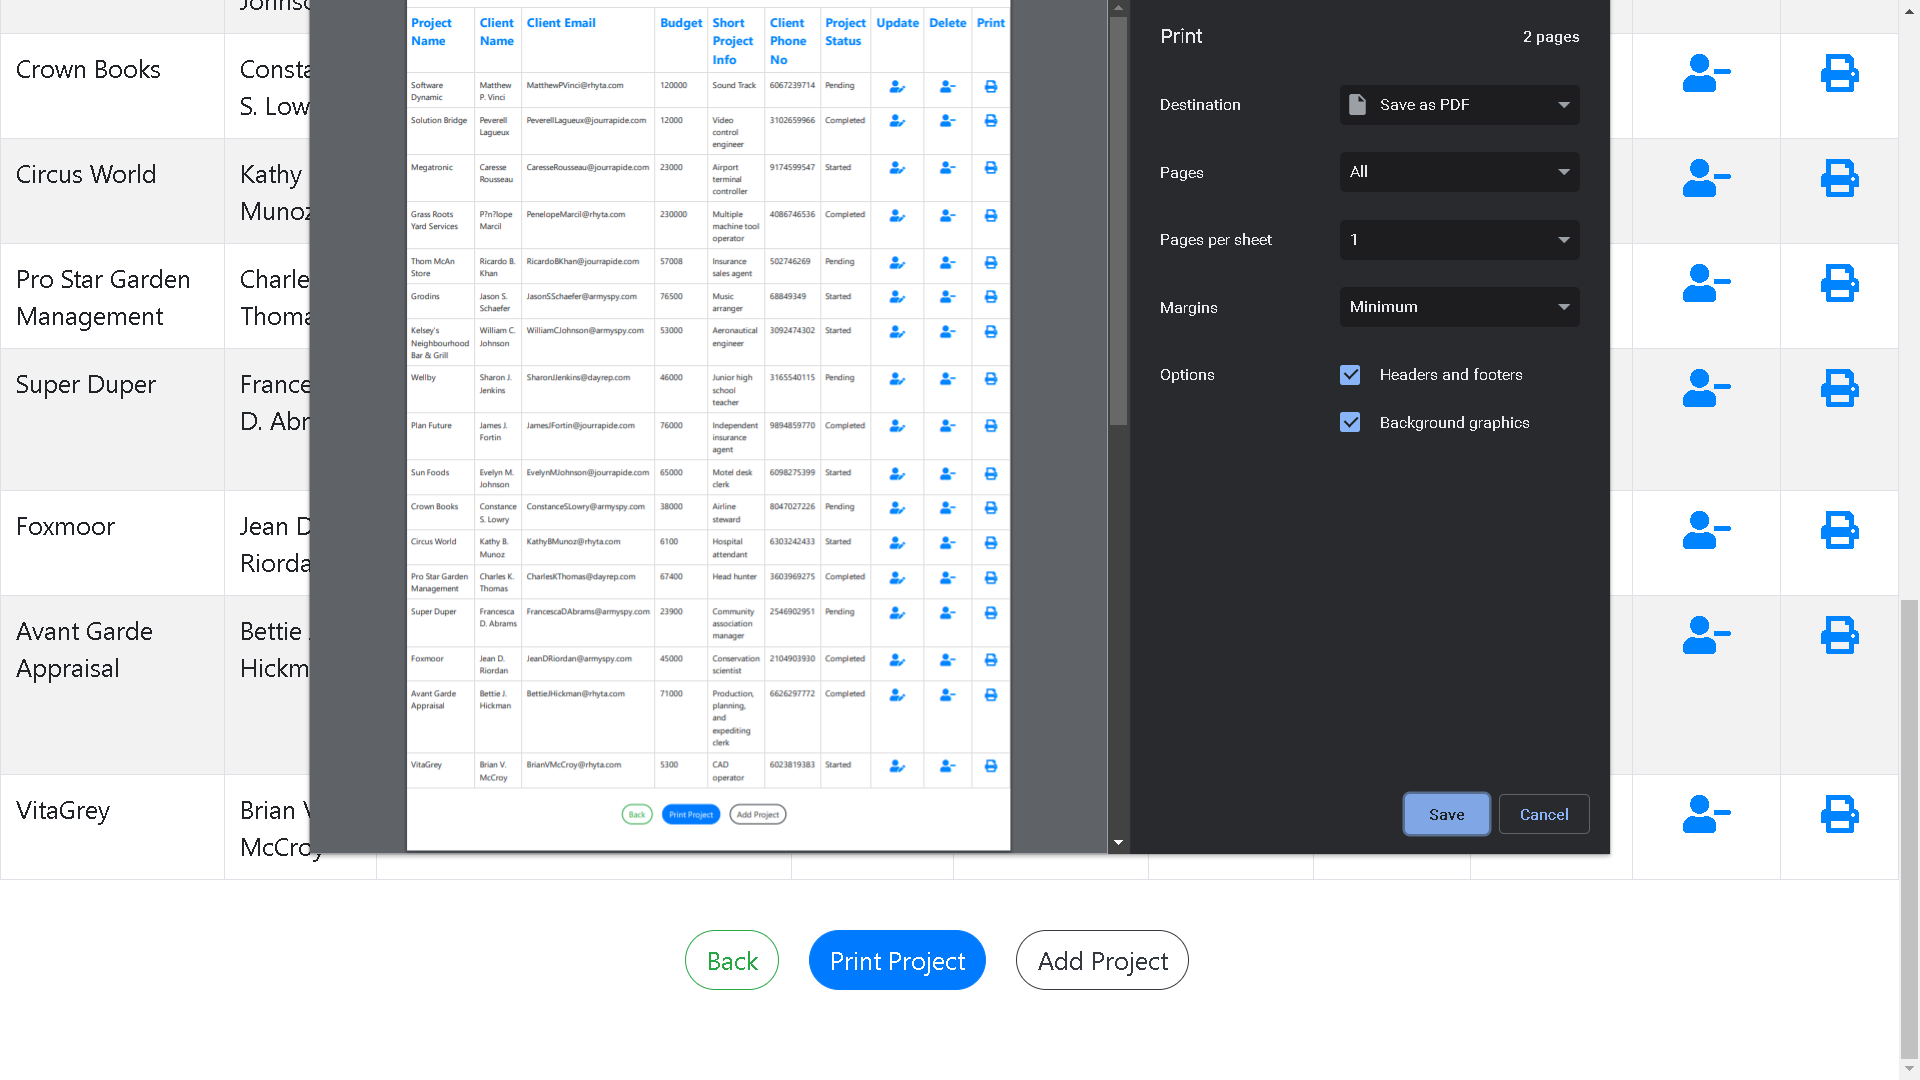 Johnso
Crown Books
Consta
S. Low
Circus World
Kathy
Munoz
Pro Star Garden
Management
Charle
Thoma
Super Duper
France
D. Abr
Foxmoor
Jean D
Riorda
Avant Garde
Appraisal
Bettie
Hickm
VitaGrey
Brian V
McCroy
Project Name Client Name Client Email Budget Short Project Info Client Phone No Project Status Update Delete Print
Software Dynamic Matthew P. Vinci MatthewPVinci@rhyta.com 120000 Sound Track 6067239714 Pending
Solution Bridge Peverell Lagueux PeverellLagueux@jourrapide.com 12000 Video control engineer 3102659966 Completed
Megatronic Caresse Rousseau CaresseRousseau@jourrapide.com 23000 Airport terminal controller 9174599547 Started
Grass Roots Yard Services P?n?lope Marcil PenelopeMarcil@rhyta.com 230000 Multiple machine tool operator 4086746536 Completed
Thom McAn Store Ricardo B. Khan RicardoBKhan@jourrapide.com 57008 Insurance sales agent 502746269 Pending
Grodins Jason S. Schaefer JasonSSchaefer@armyspy.com 76500 Music arranger 68849349 Started
Kelsey's Neighbourhood Bar & Grill William C. Johnson WilliamCJohnson@armyspy.com 53000 Aeronautical engineer 3092474302 Started
Wellby Sharon J. Jenkins SharonJJenkins@dayrep.com 46000 Junior high school teacher 3165540115 Pending
Plan Future James J. Fortin JamesJFortin@jourrapide.com 76000 Independent insurance agent 9894859770 Completed
Sun Foods Evelyn M. Johnson EvelynMJohnson@jourrapide.com 65000 Motel desk clerk 6098275399 Started
Crown Books Constance S. Lowry ConstanceSLowry@armyspy.com 38000 Airline steward 8047027226 Pending
Circus World Kathy B. Munoz KathyBMunoz@rhyta.com 6100 Hospital attendant 6303242433 Started
Pro Star Garden Management Charles K. Thomas CharlesKThomas@dayrep.com 67400 Head hunter 3603969275 Completed
Super Duper Francesca D. Abrams FrancescaDAbrams@armyspy.com 23900 Community association manager 2546902951 Pending
Foxmoor Jean D. Riordan JeanDRiordan@armyspy.com 45000 Conservation scientist 2104903930 Completed
Avant Garde Appraisal Bettie J. Hickman BettieJHickman@rhyta.com 71000 Production, planning, and expediting clerk 6626297772 Completed
VitaGrey Brian V. McCroy BrianVMcCroy@rhyta.com 5300 CAD operator 6023819383 Started
Back Print Project Add Project
Print 2 pages
Destination Save as PDF
Pages All
Pages per sheet 1
Margins Minimum
Options Headers and footers
Background graphics
Save Cancel
Back Print Project Add Project